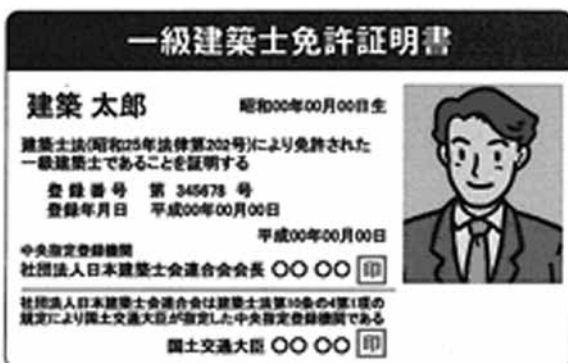 一級建築士免許証明書
建築 太郎
昭和00年00月00日生
建築士法(昭和25年法律第202号)により免許された
一級建築士であることを証明する
登録番号 第 345678 号
登録年月日 平成00年00月00日
平成00年00月00日
中央指定登録機関
社団法人日本建築士会連合会会長 〇〇 〇〇 印
社団法人日本建築士会連合会は建築士法第10条の4第1項の
規定により国土交通大臣が指定した中央指定登録機関である
国土交通大臣 〇〇 〇〇 印